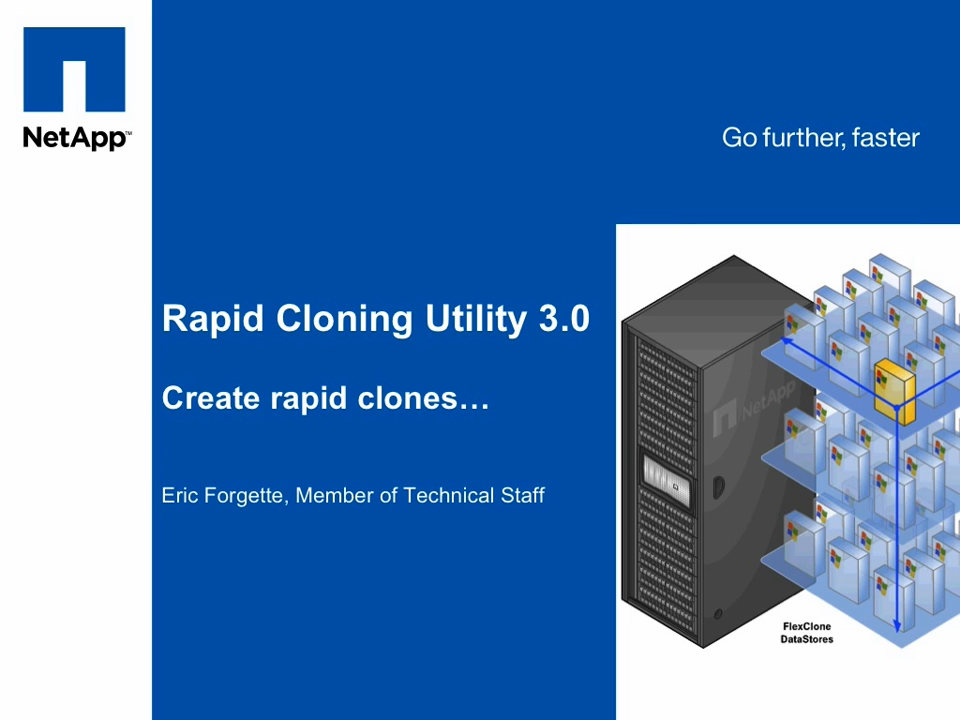 NetApp™
Go further, faster
Rapid Cloning Utility 3.0
Create rapid clones…
Eric Forgette, Member of Technical Staff
NetApp
FlexClone
DataStores